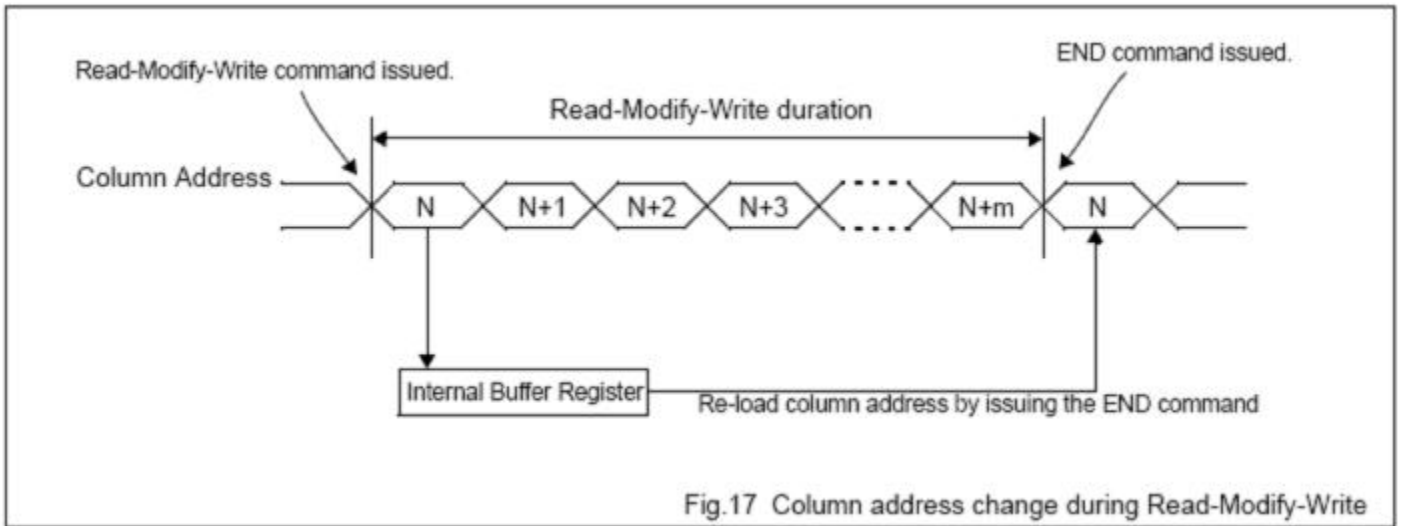 END command issued.
Read-Modify-Write command issued.
Read-Modify-Write duration
Column Address
N N+1 N+2 N+3 N+m N
Internal Buffer Register
Re-load column address by issuing the END command
Fig.17 Column address change during Read-Modify-Write